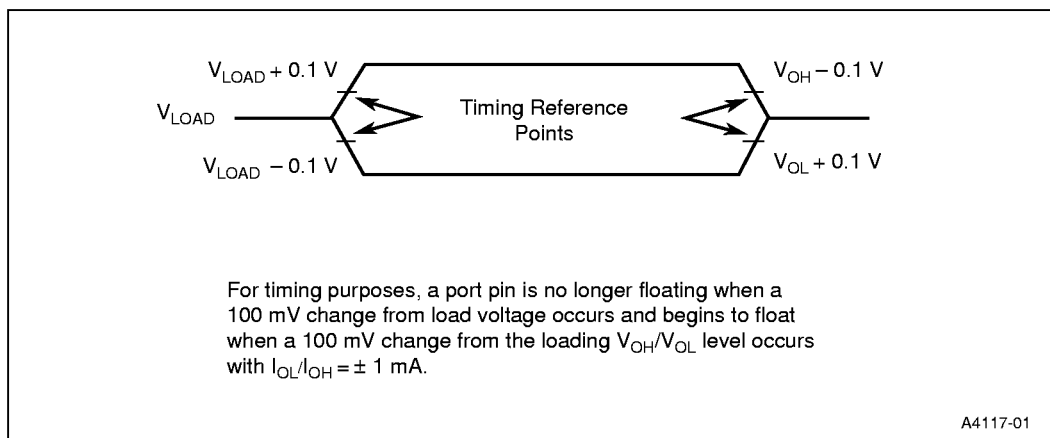 V_LOAD + 0.1 V
V_OH – 0.1 V
V_LOAD
Timing Reference
Points
V_LOAD – 0.1 V
V_OL + 0.1 V
For timing purposes, a port pin is no longer floating when a
100 mV change from load voltage occurs and begins to float
when a 100 mV change from the loading V_OH/V_OL level occurs
with I_OL/I_OH = ± 1 mA.
A4117-01